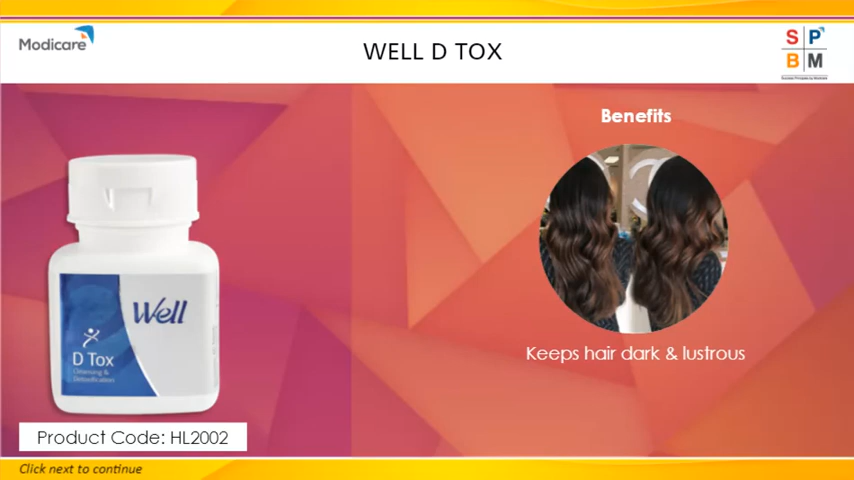 Modicare
WELL D TOX
S P
B M
Benefits
Well
D Tox
Cleansing &
Detoxification
Keeps hair dark & lustrous
Product Code: HL2002
Click next to continue